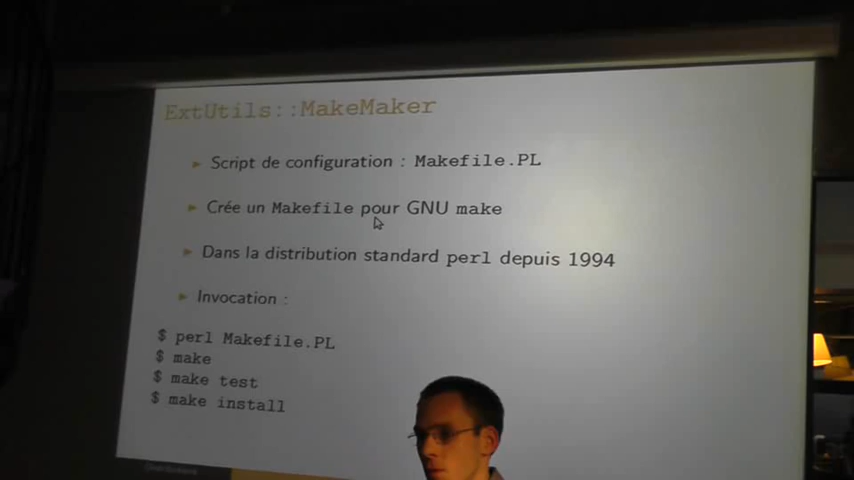 ExtUtils::MakeMaker
Script de configuration : Makefile.PL
Crée un Makefile pour GNU make
Dans la distribution standard perl depuis 1994
Invocation :
$ perl Makefile.PL
$ make
$ make test
$ make install